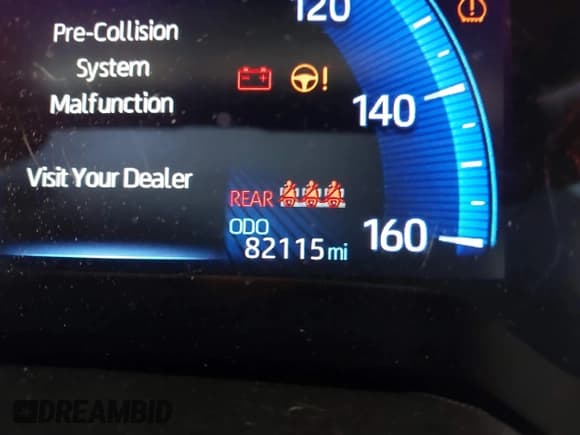 120
Pre-Collision
System
Malfunction
140
Visit Your Dealer
REAR
ODO
82115 mi
160
DREAMBID